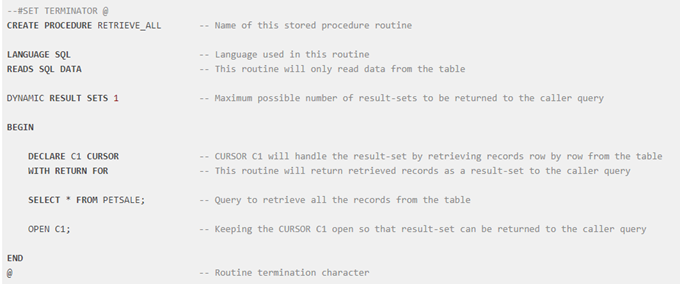 --#SET TERMINATOR @
CREATE PROCEDURE RETRIEVE_ALL -- Name of this stored procedure routine
LANGUAGE SQL -- Language used in this routine
READS SQL DATA -- This routine will only read data from the table
DYNAMIC RESULT SETS 1 -- Maximum possible number of result-sets to be returned to the caller query
BEGIN
DECLARE C1 CURSOR -- CURSOR C1 will handle the result-set by retrieving records row by row from the table
WITH RETURN FOR -- This routine will return retrieved records as a result-set to the caller query
SELECT * FROM PETSALE; -- Query to retrieve all the records from the table
OPEN C1; -- Keeping the CURSOR C1 open so that result-set can be returned to the caller query
END
@ -- Routine termination character